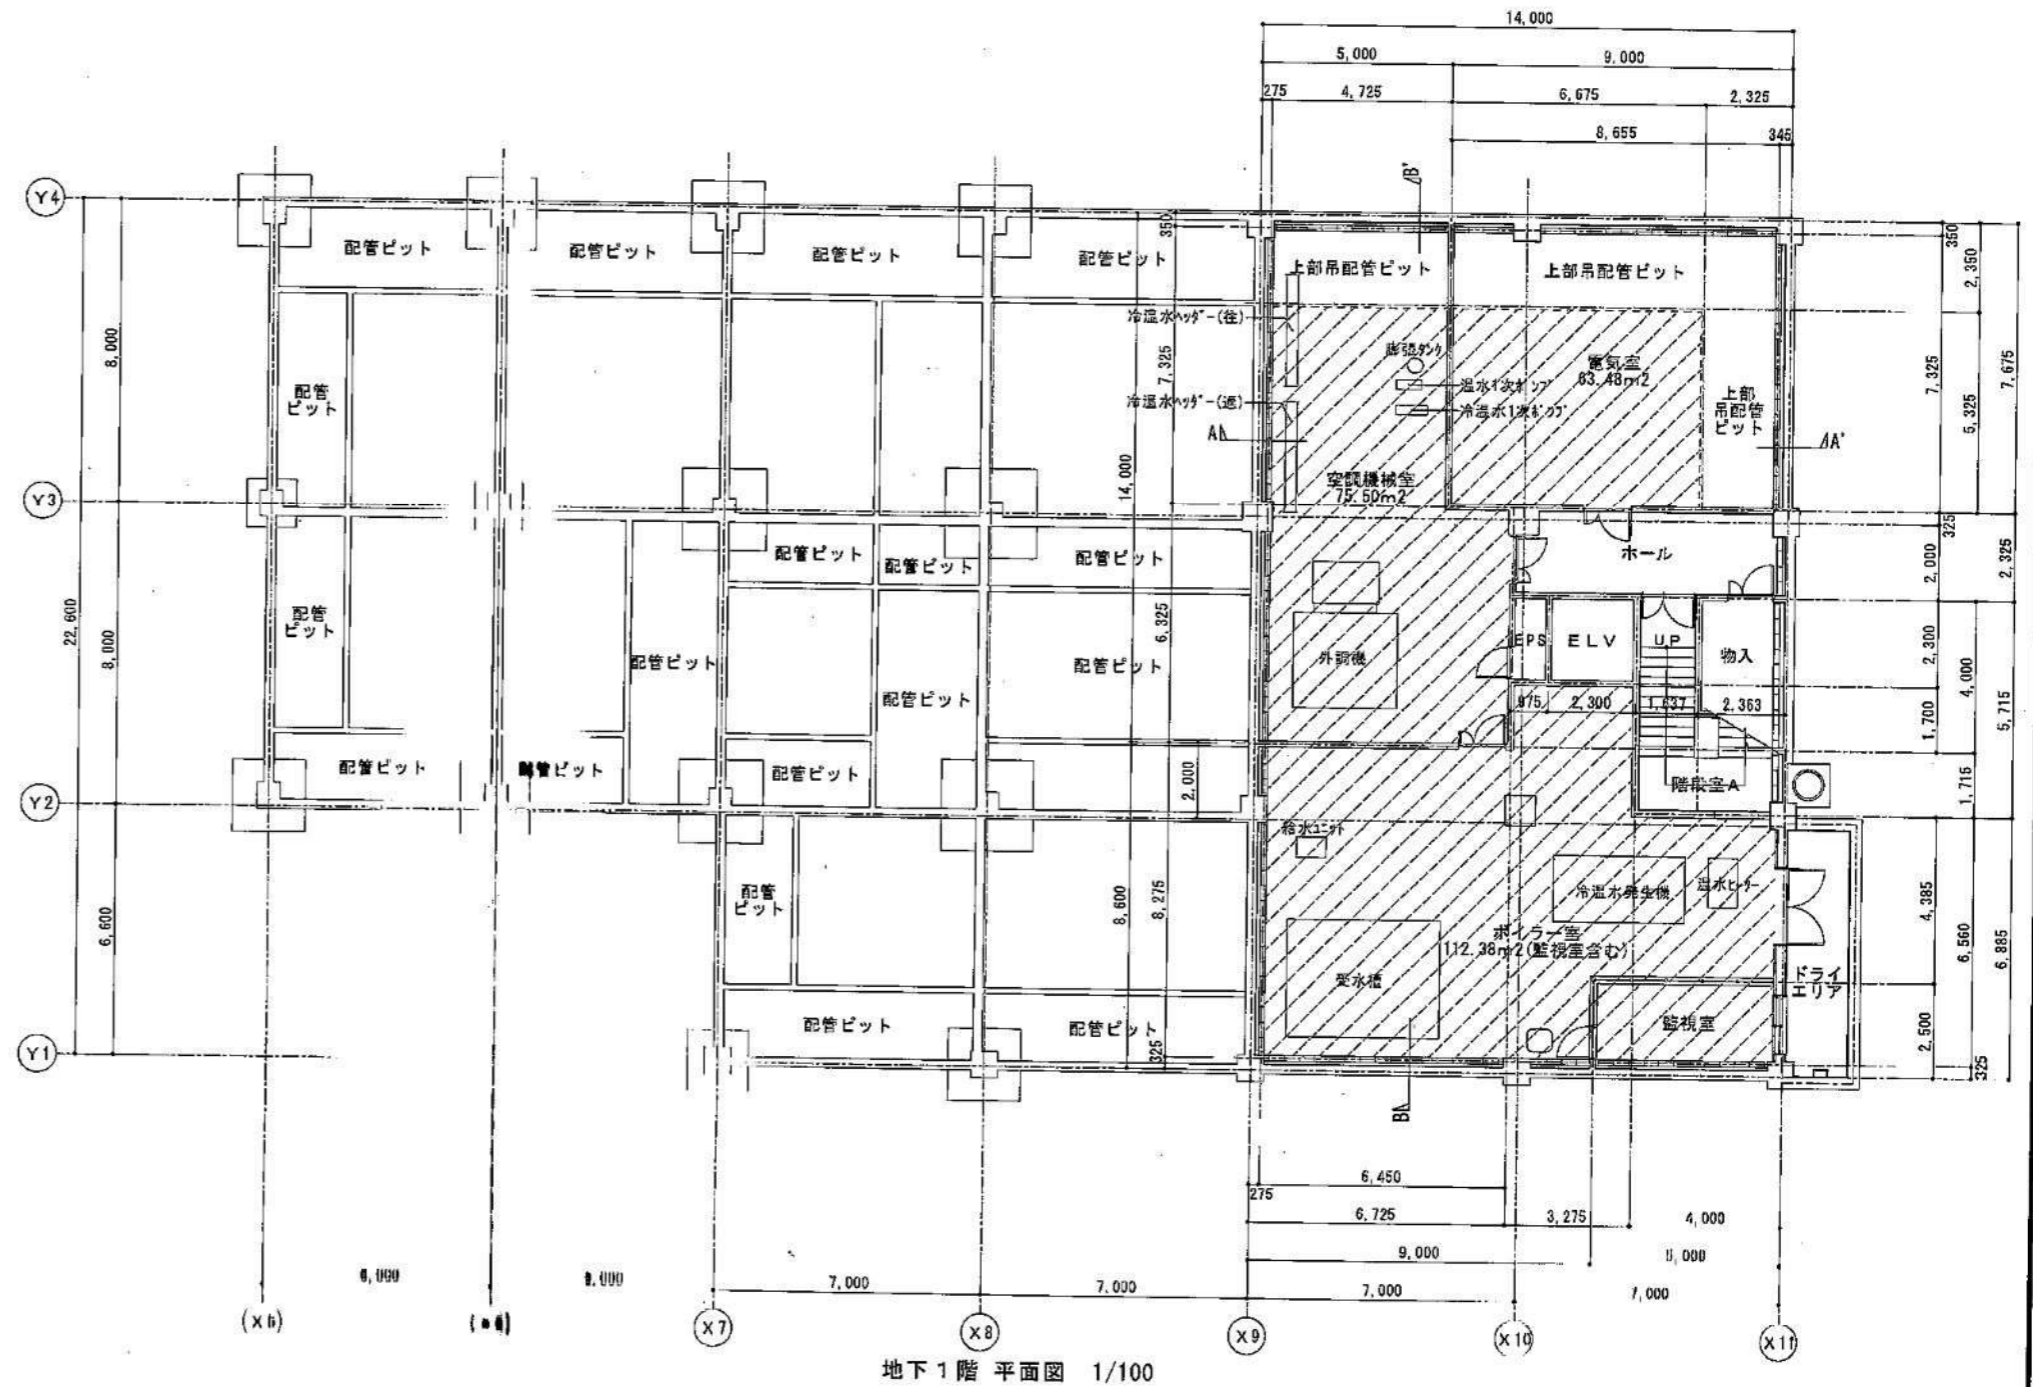 14,000
5,000
9,000
275
4,725
6,675
2,325
8,655
345
B'
Y4
配管ピット
配管ピット
配管ピット
配管ピット
350
上部吊配管ピット
上部吊配管ピット
350
2,350
冷温水ヘッダー(往)
膨張タンク
電気室
63.48m2
8,000
7,325
7,325
7,675
5,325
配管
ピット
温水1次ポンプ
冷温水ヘッダー(返)
冷温水1次ポンプ
上部
吊配管
ピット
A
A'
14,000
空調機械室
75.50m2
Y3
325
配管ピット
配管ピット
配管ピット
ホール
2,000
2,325
22,600
8,000
配管
ピット
6,325
EPS
ELV
UP
物入
2,300
4,000
配管ピット
配管ピット
外調機
配管ピット
975
2,300
1,637
2,363
1,700
5,715
配管ピット
配管ピット
配管ピット
2,000
階段室A
1,715
Y2
給水ユニット
6,600
配管
ピット
8,600
8,275
冷温水発生機
温水ヒーター
4,385
6,560
6,885
ボイラー室
112.38m2(監視室含む)
受水槽
ドライ
エリア
配管ピット
配管ピット
監視室
2,500
Y1
325
325
B
6,450
275
6,725
3,275
4,000
9,000
6,000
7,000
7,000
7,000
7,000
X7
X8
X9
X10
X11
地下1階 平面図 1/100